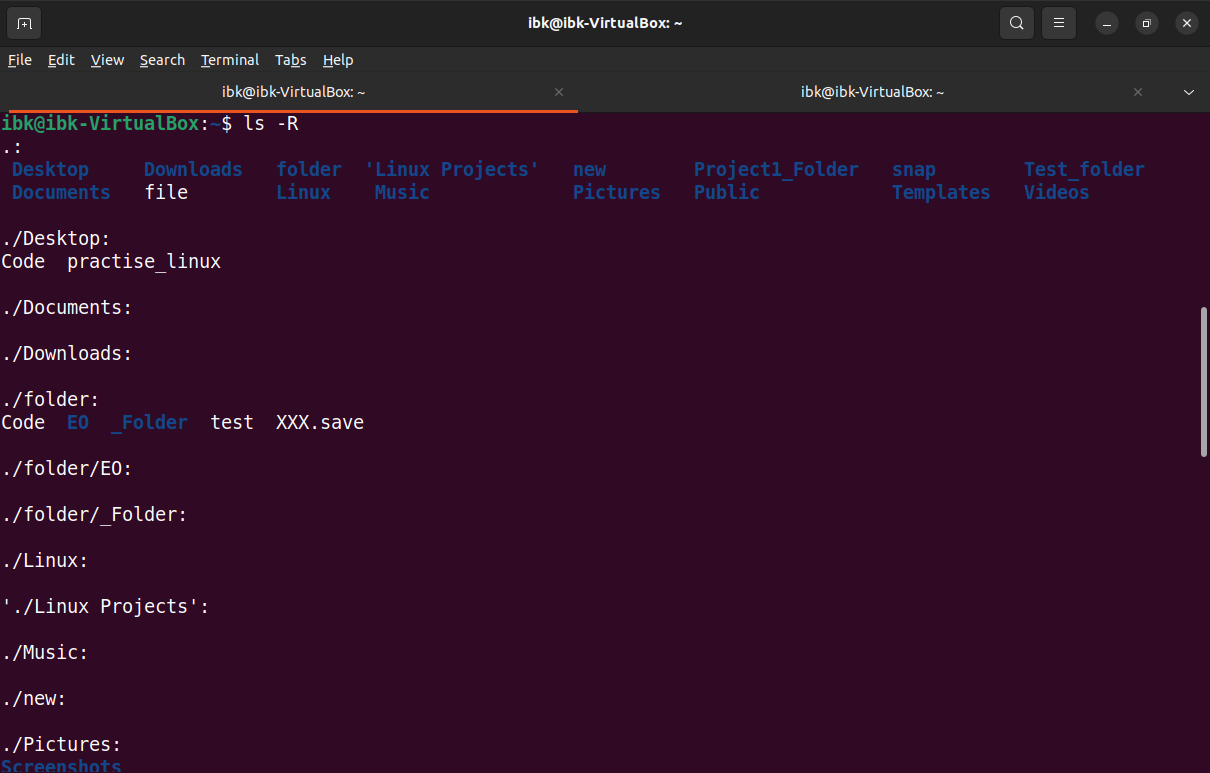 ibk@ibk-VirtualBox: ~
File Edit View Search Terminal Tabs Help
ibk@ibk-VirtualBox: ~ ibk@ibk-VirtualBox: ~
ibk@ibk-VirtualBox:~$ ls -R
.:
Desktop Downloads folder 'Linux Projects' new Project1_Folder snap Test_folder
Documents file Linux Music Pictures Public Templates Videos
./Desktop:
Code practise_linux
./Documents:
./Downloads:
./folder:
Code EO _Folder test XXX.save
./folder/EO:
./folder/_Folder:
./Linux:
'./Linux Projects':
./Music:
./new:
./Pictures:
Screenshots